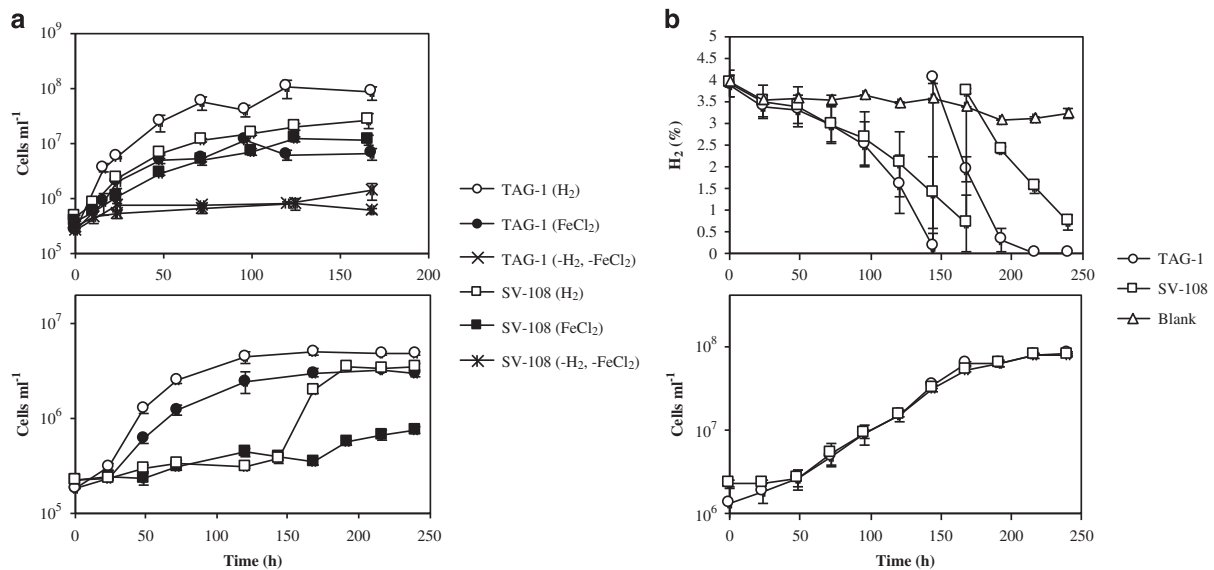 a
b
10⁹
10⁸
10⁷
10⁶
10⁵
Cells ml⁻¹
0 50 100 150 200
10⁷
10⁶
10⁵
Cells ml⁻¹
0 50 100 150 200 250
Time (h)
TAG-1 (H₂)
TAG-1 (FeCl₂)
TAG-1 (-H₂, -FeCl₂)
SV-108 (H₂)
SV-108 (FeCl₂)
SV-108 (-H₂, -FeCl₂)
5
4.5
4
3.5
3
2.5
2
1.5
1
0.5
0
H₂ (%)
0 50 100 150 200 250
10⁸
10⁷
10⁶
Cells ml⁻¹
0 50 100 150 200 250
Time (h)
TAG-1
SV-108
Blank